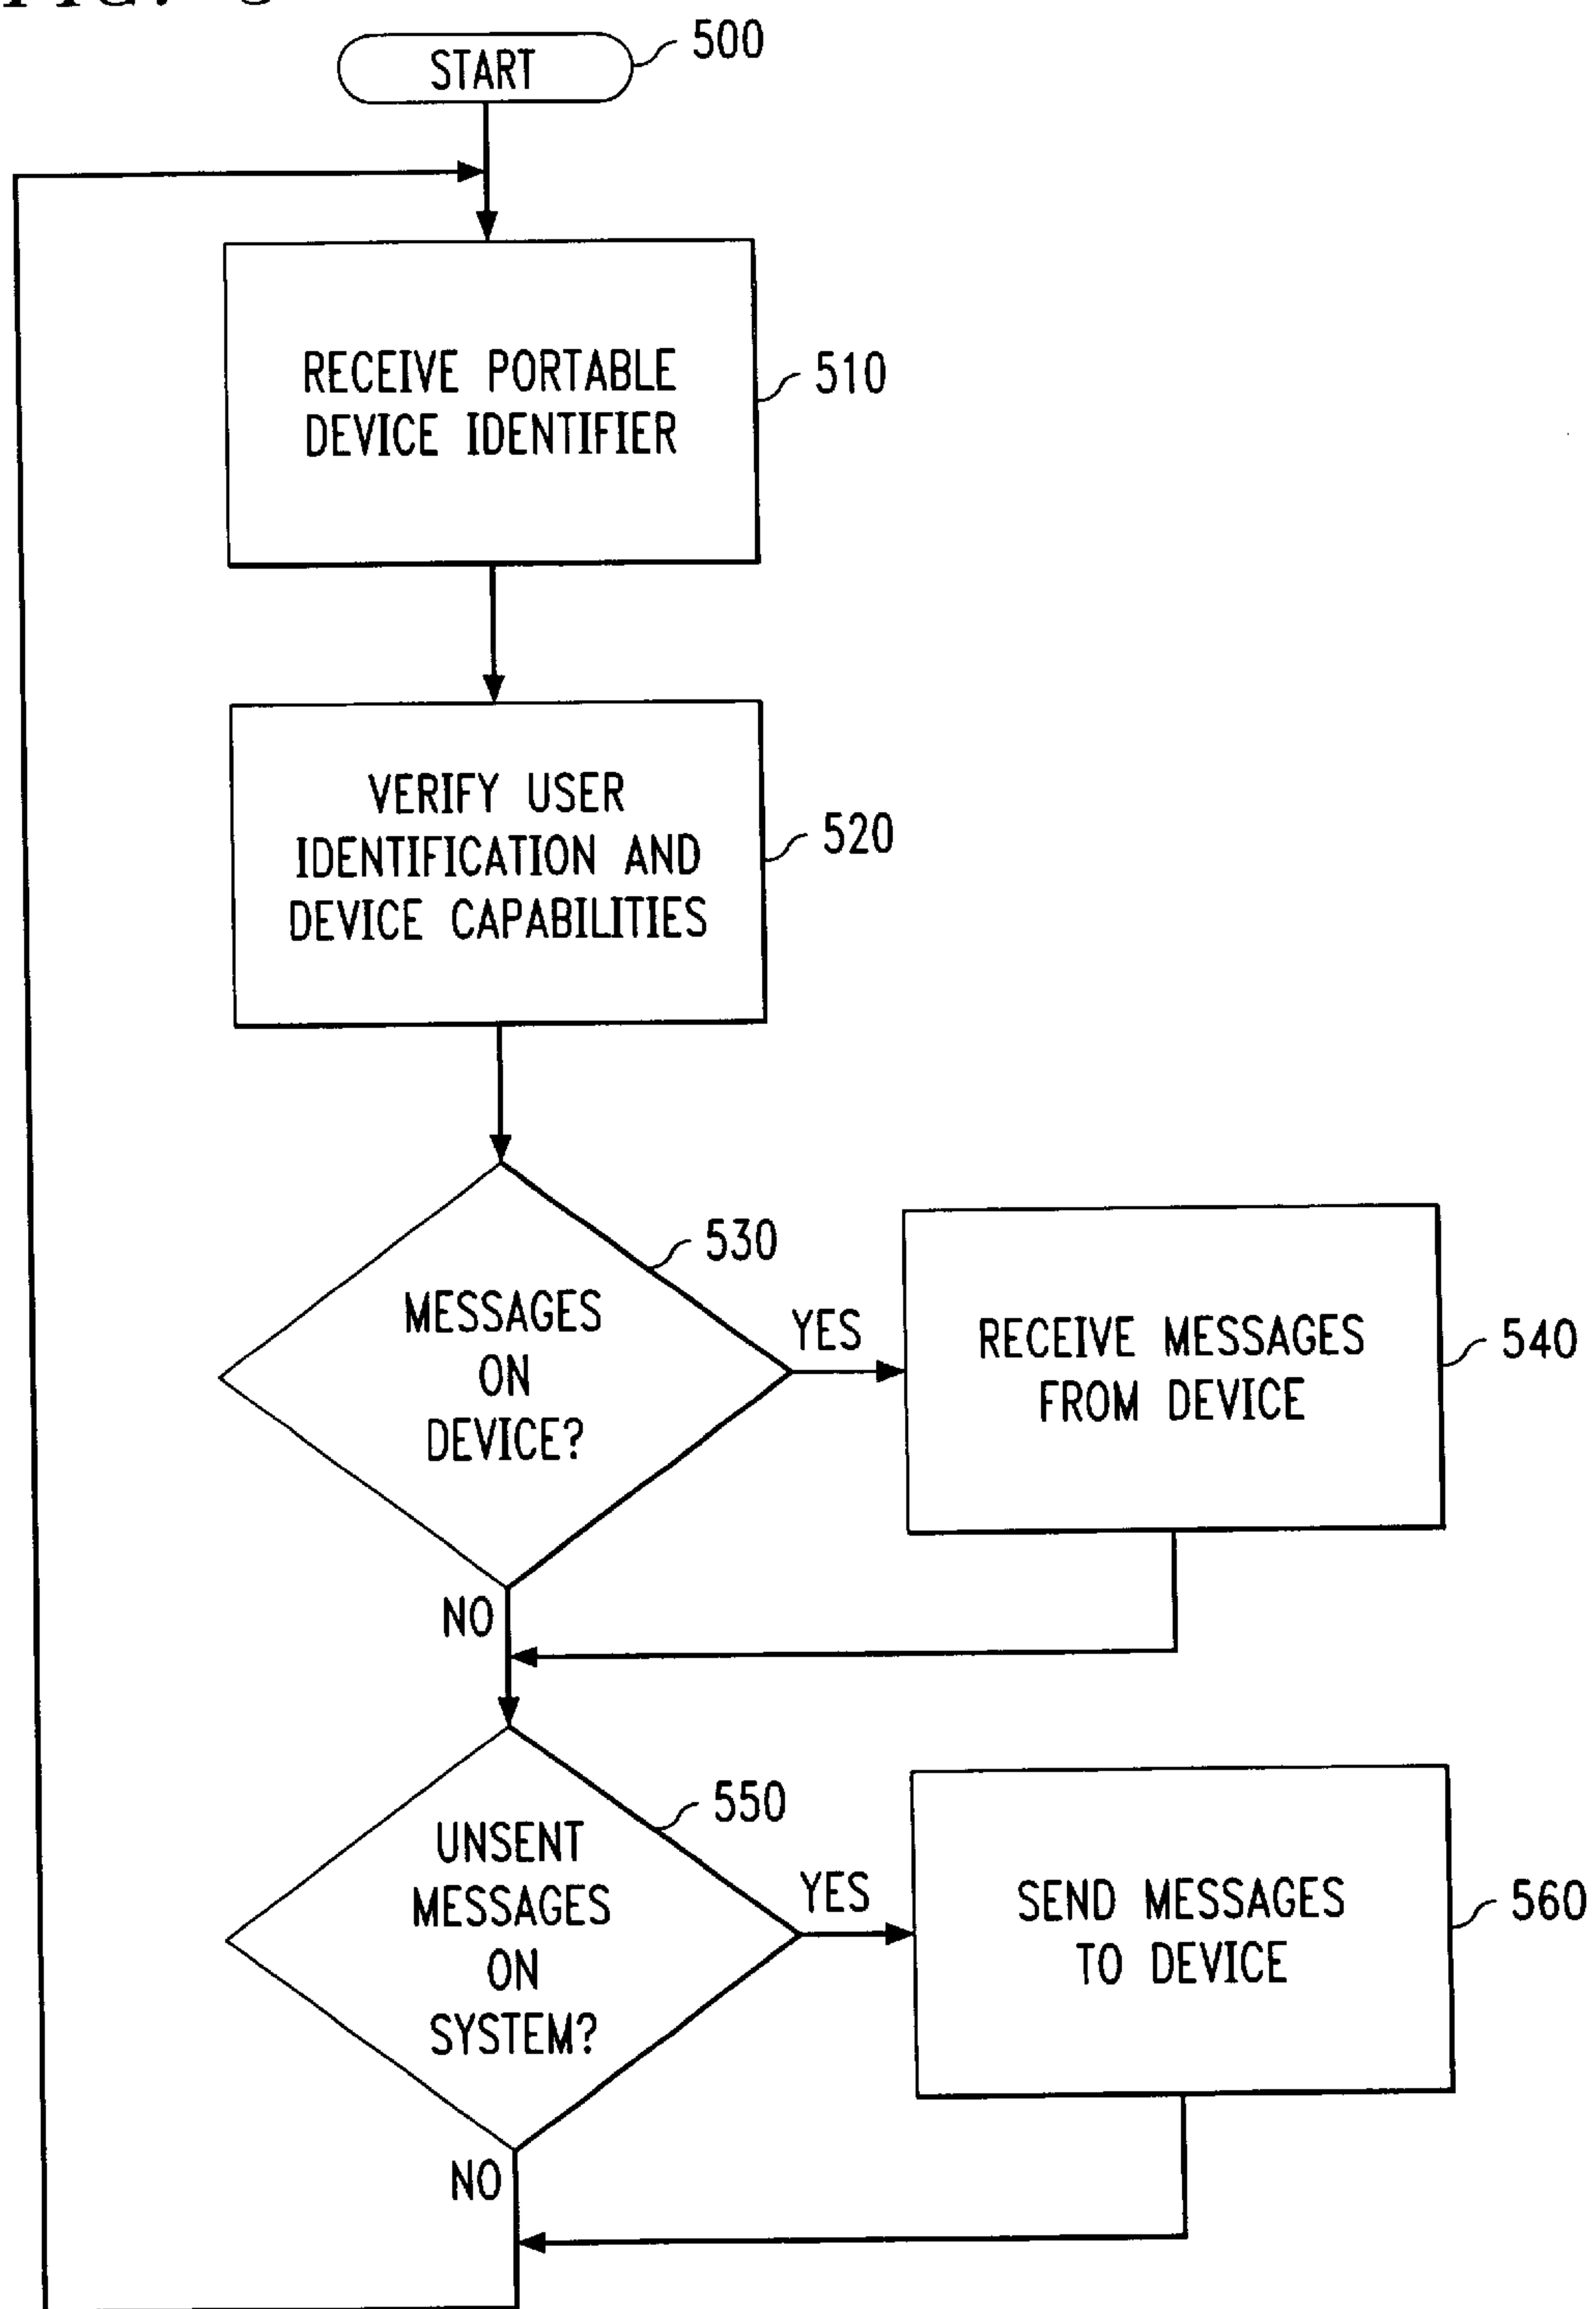 START
500
RECEIVE PORTABLE
DEVICE IDENTIFIER
510
VERIFY USER
IDENTIFICATION AND
DEVICE CAPABILITIES
520
530
MESSAGES
ON
DEVICE?
YES
RECEIVE MESSAGES
FROM DEVICE
540
NO
550
UNSENT
MESSAGES
ON
SYSTEM?
YES
SEND MESSAGES
TO DEVICE
560
NO